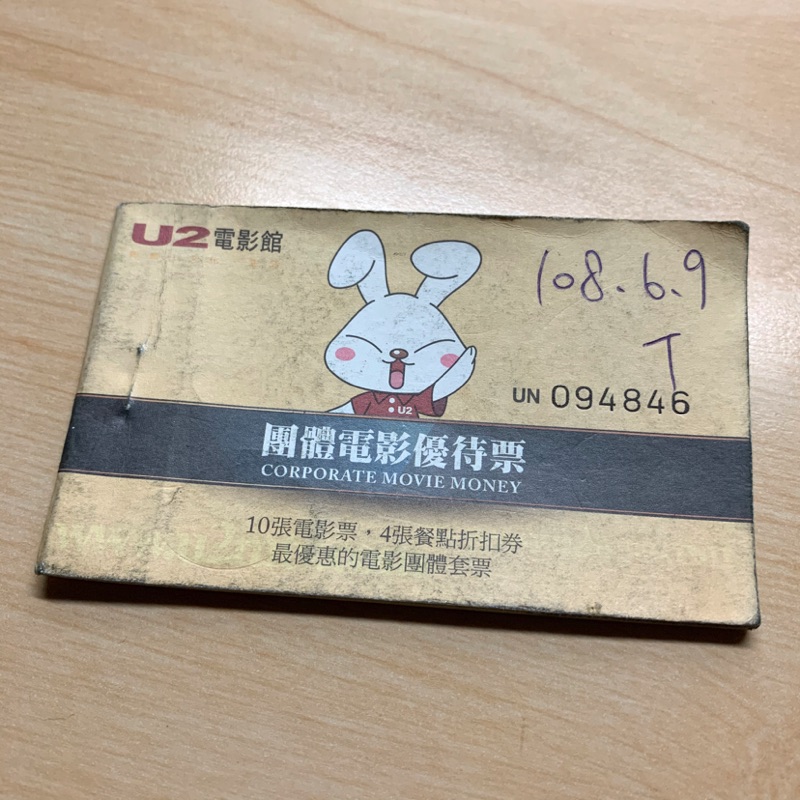 U2電影館
108.6.9
T
UN 094846
U2
團體電影優待票
CORPORATE MOVIE MONEY
10張電影票，4張餐點折扣券
最優惠的電影團體套票